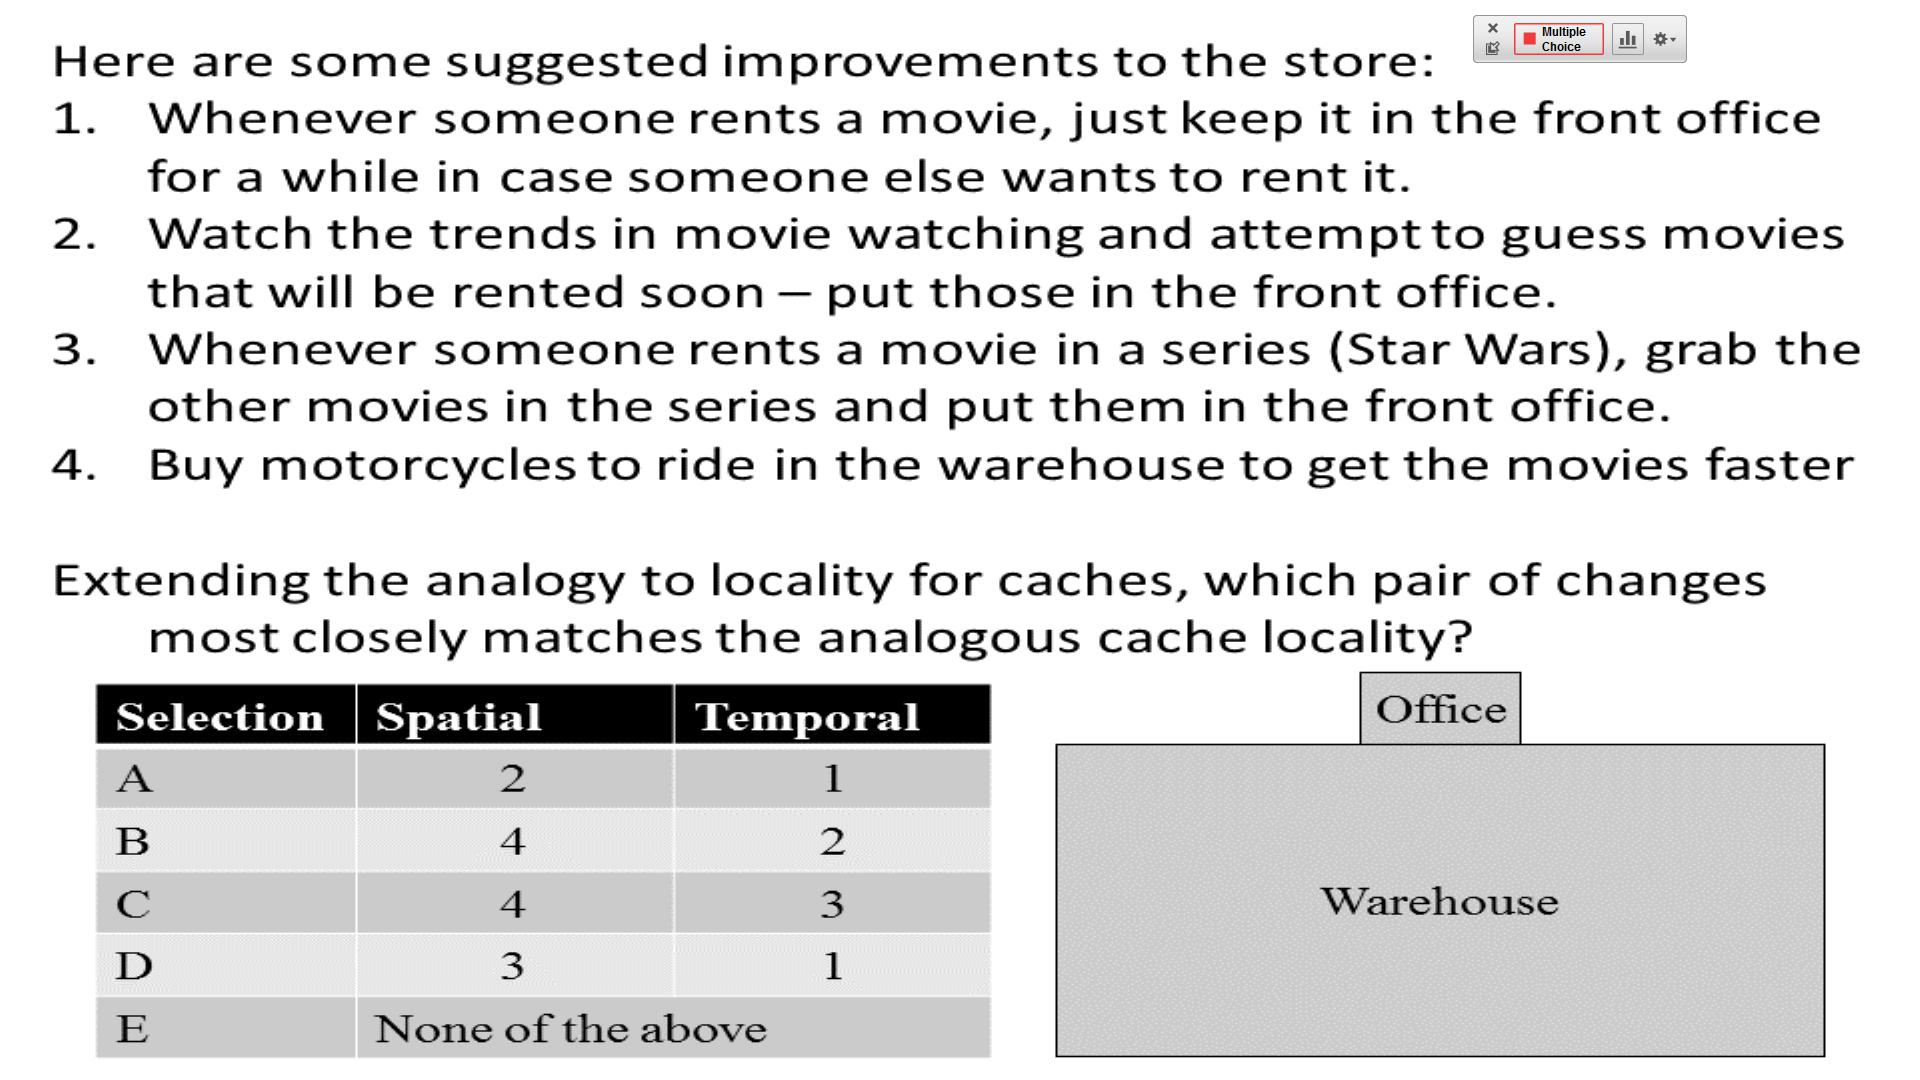 Here are some suggested improvements to the store:
Multiple
Choice
1. Whenever someone rents a movie, just keep it in the front office
for a while in case someone else wants to rent it.
2. Watch the trends in movie watching and attempt to guess movies
that will be rented soon – put those in the front office.
3. Whenever someone rents a movie in a series (Star Wars), grab the
other movies in the series and put them in the front office.
4. Buy motorcycles to ride in the warehouse to get the movies faster
Extending the analogy to locality for caches, which pair of changes
most closely matches the analogous cache locality?
Selection Spatial Temporal
A 2 1
B 4 2
C 4 3
D 3 1
E None of the above
Office
Warehouse